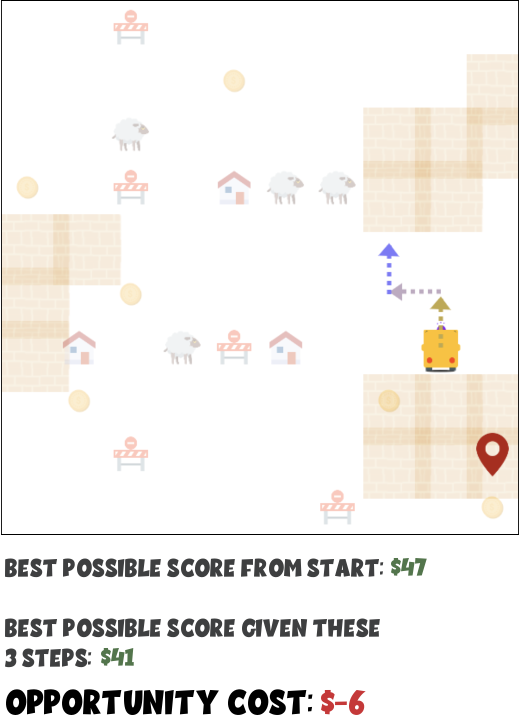 BEST POSSIBLE SCORE FROM START: $47
BEST POSSIBLE SCORE GIVEN THESE
3 STEPS: $41
OPPORTUNITY COST: $-6